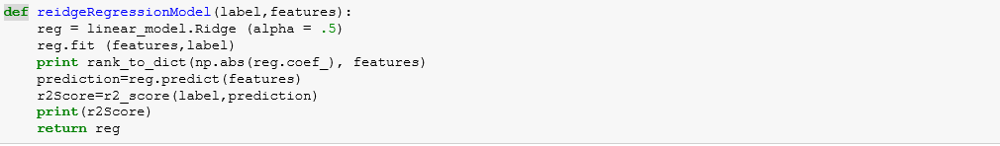 def reidgeRegressionModel(label,features):
    reg = linear_model.Ridge (alpha = .5)
    reg.fit (features,label)
    print rank_to_dict(np.abs(reg.coef_), features)
    prediction=reg.predict(features)
    r2Score=r2_score(label,prediction)
    print(r2Score)
    return reg